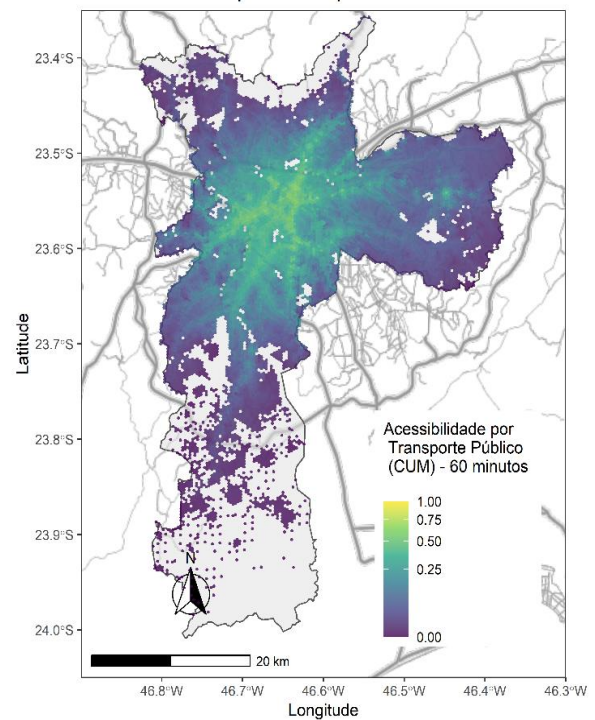 23.4°S
23.5°S
23.6°S
23.7°S
23.8°S
23.9°S
24.0°S
Latitude
Acessibilidade por
Transporte Público
(CUM) - 60 minutos
1.00
0.75
0.50
0.25
0.00
N
20 km
46.8°W
46.7°W
46.6°W
46.5°W
46.4°W
46.3°W
Longitude